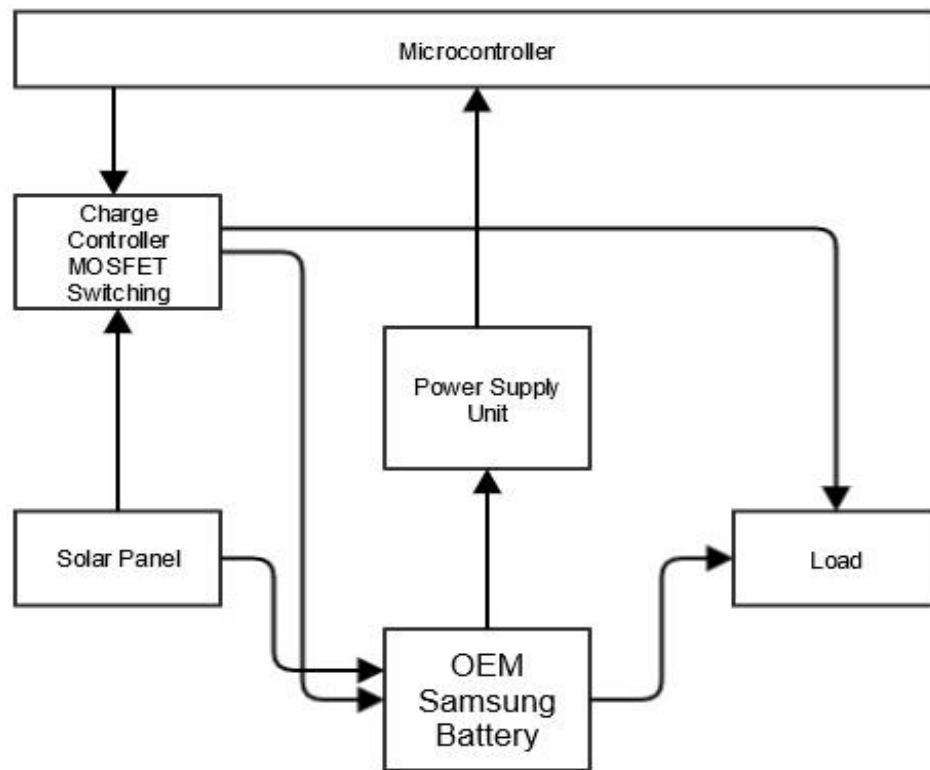 Microcontroller
Charge
Controller
MOSFET
Switching
Power Supply
Unit
Solar Panel
Load
OEM
Samsung
Battery